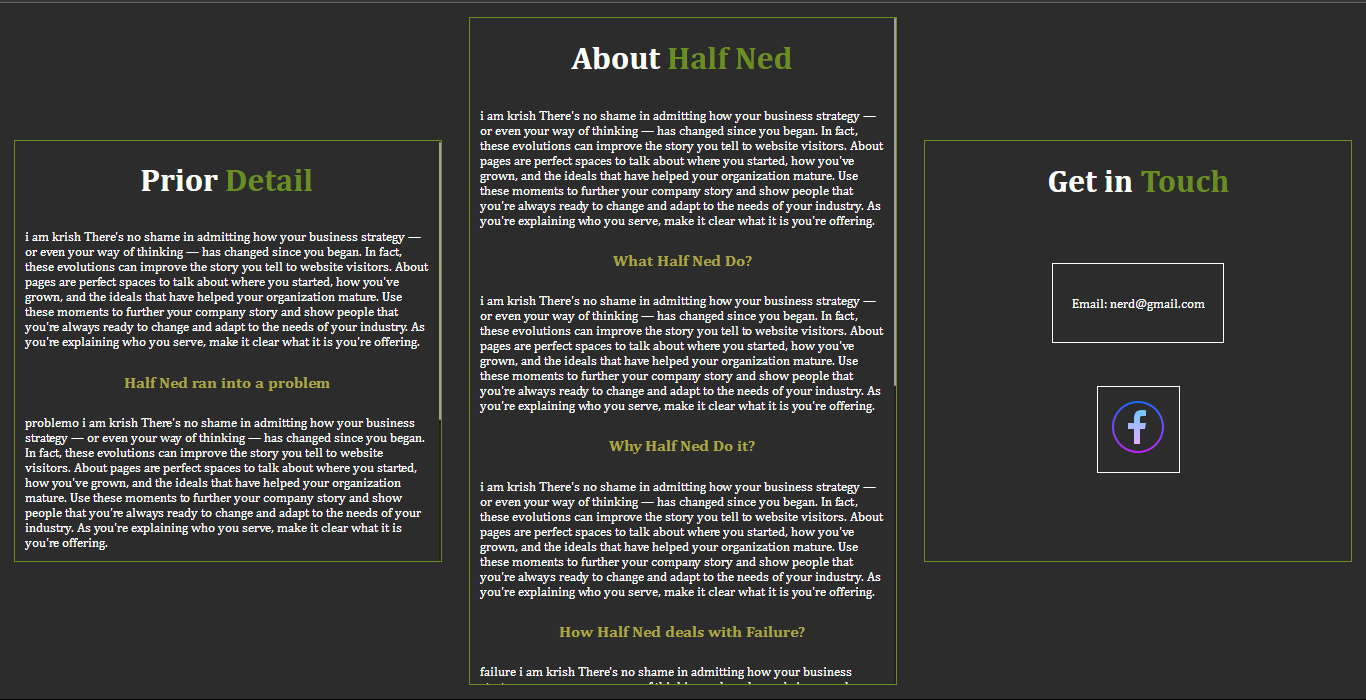 Prior Detail
i am krish There's no shame in admitting how your business strategy —
or even your way of thinking — has changed since you began. In fact,
these evolutions can improve the story you tell to website visitors. About
pages are perfect spaces to talk about where you started, how you've
grown, and the ideals that have helped your organization mature. Use
these moments to further your company story and show people that
you're always ready to change and adapt to the needs of your industry. As
you're explaining who you serve, make it clear what it is you're offering.
Half Ned ran into a problem
problemo i am krish There's no shame in admitting how your business
strategy — or even your way of thinking — has changed since you began.
In fact, these evolutions can improve the story you tell to website
visitors. About pages are perfect spaces to talk about where you started,
how you've grown, and the ideals that have helped your organization
mature. Use these moments to further your company story and show
people that you're always ready to change and adapt to the needs of your
industry. As you're explaining who you serve, make it clear what it is
you're offering.
About Half Ned
i am krish There's no shame in admitting how your business strategy —
or even your way of thinking — has changed since you began. In fact,
these evolutions can improve the story you tell to website visitors. About
pages are perfect spaces to talk about where you started, how you've
grown, and the ideals that have helped your organization mature. Use
these moments to further your company story and show people that
you're always ready to change and adapt to the needs of your industry. As
you're explaining who you serve, make it clear what it is you're offering.
What Half Ned Do?
i am krish There's no shame in admitting how your business strategy —
or even your way of thinking — has changed since you began. In fact,
these evolutions can improve the story you tell to website visitors. About
pages are perfect spaces to talk about where you started, how you've
grown, and the ideals that have helped your organization mature. Use
these moments to further your company story and show people that
you're always ready to change and adapt to the needs of your industry. As
you're explaining who you serve, make it clear what it is you're offering.
Why Half Ned Do it?
i am krish There's no shame in admitting how your business strategy —
or even your way of thinking — has changed since you began. In fact,
these evolutions can improve the story you tell to website visitors. About
pages are perfect spaces to talk about where you started, how you've
grown, and the ideals that have helped your organization mature. Use
these moments to further your company story and show people that
you're always ready to change and adapt to the needs of your industry. As
you're explaining who you serve, make it clear what it is you're offering.
How Half Ned deals with Failure?
failure i am krish There's no shame in admitting how your business
Get in Touch
Email: nerd@gmail.com